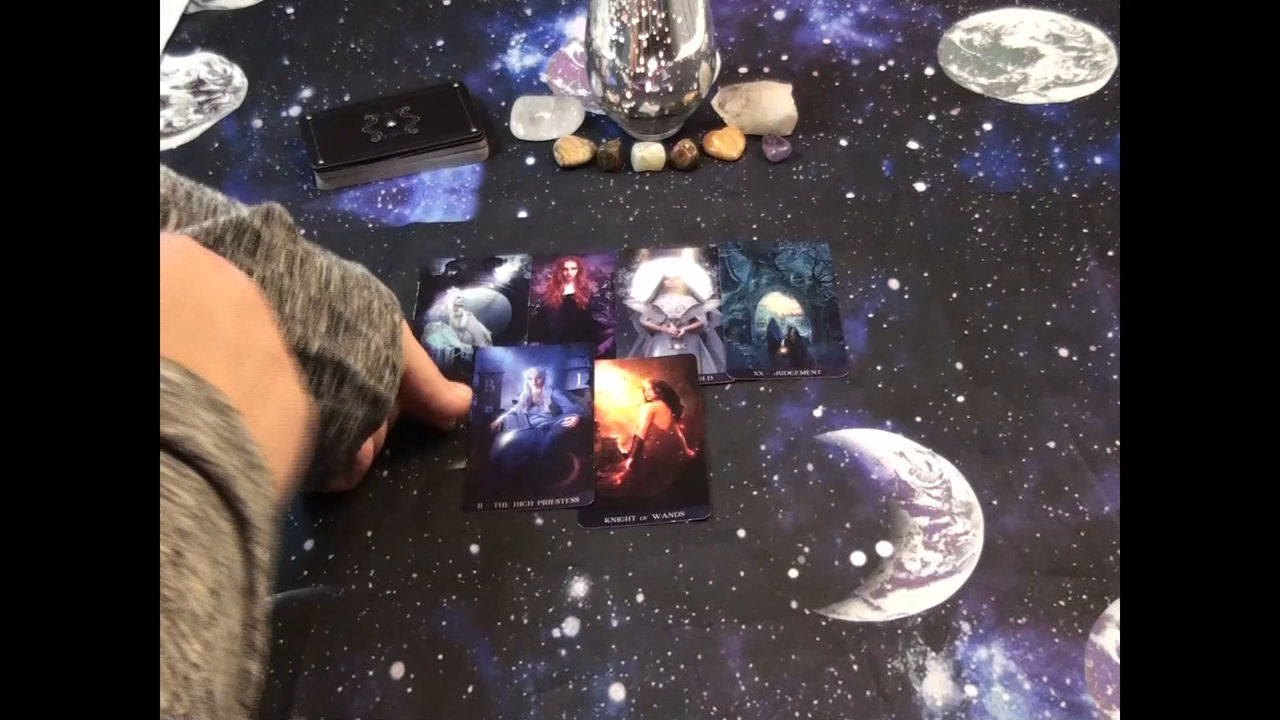 XX - JUDGEMENT
II - THE HIGH PRIESTESS
KNIGHT OF WANDS